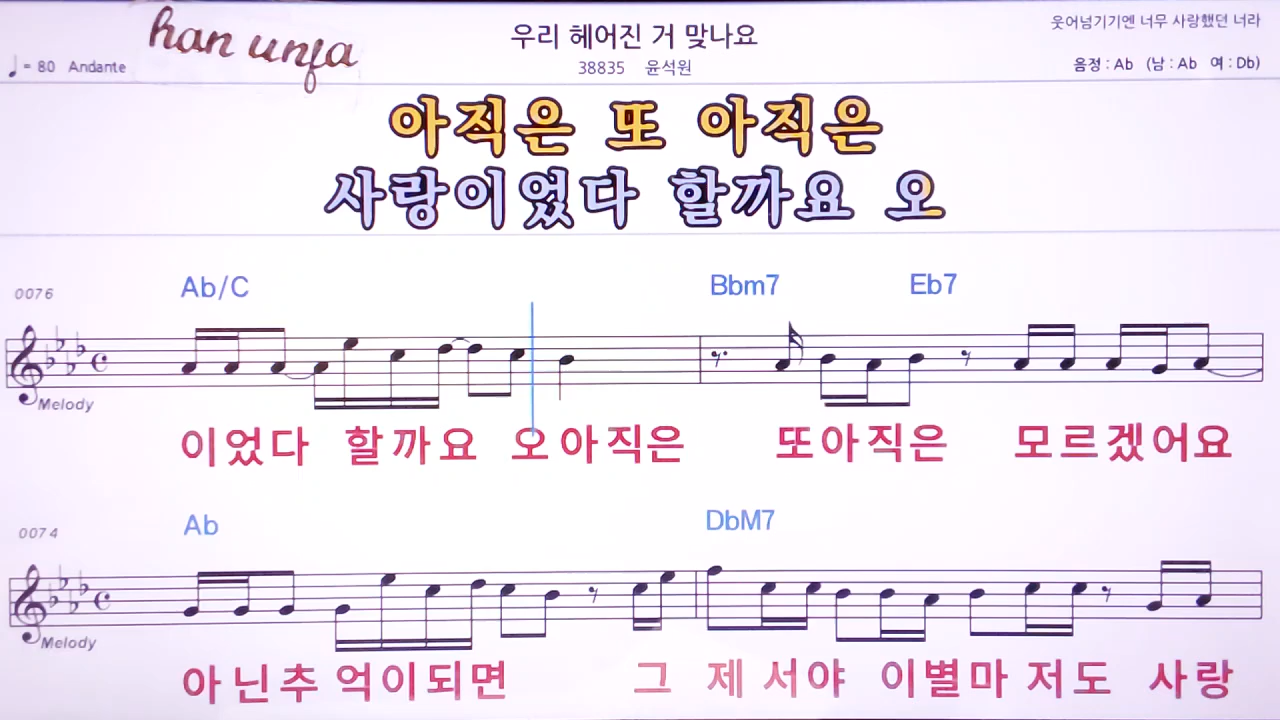 han unfa
우리 헤어진 거 맞나요
웃어넘기기엔 너무 사랑했던 너라
♩= 80 Andante
38835 윤석원
음정 : Ab (남 : Ab 여 : Db)
아직은 또 아직은
사랑이었다 할까요 오
0076 Ab/C Bbm7 Eb7
Melody
이었다 할까요 오아직은 또아직은 모르겠어요
0074 Ab DbM7
Melody
아닌추억이되면 그 제서야 이별마저도 사랑